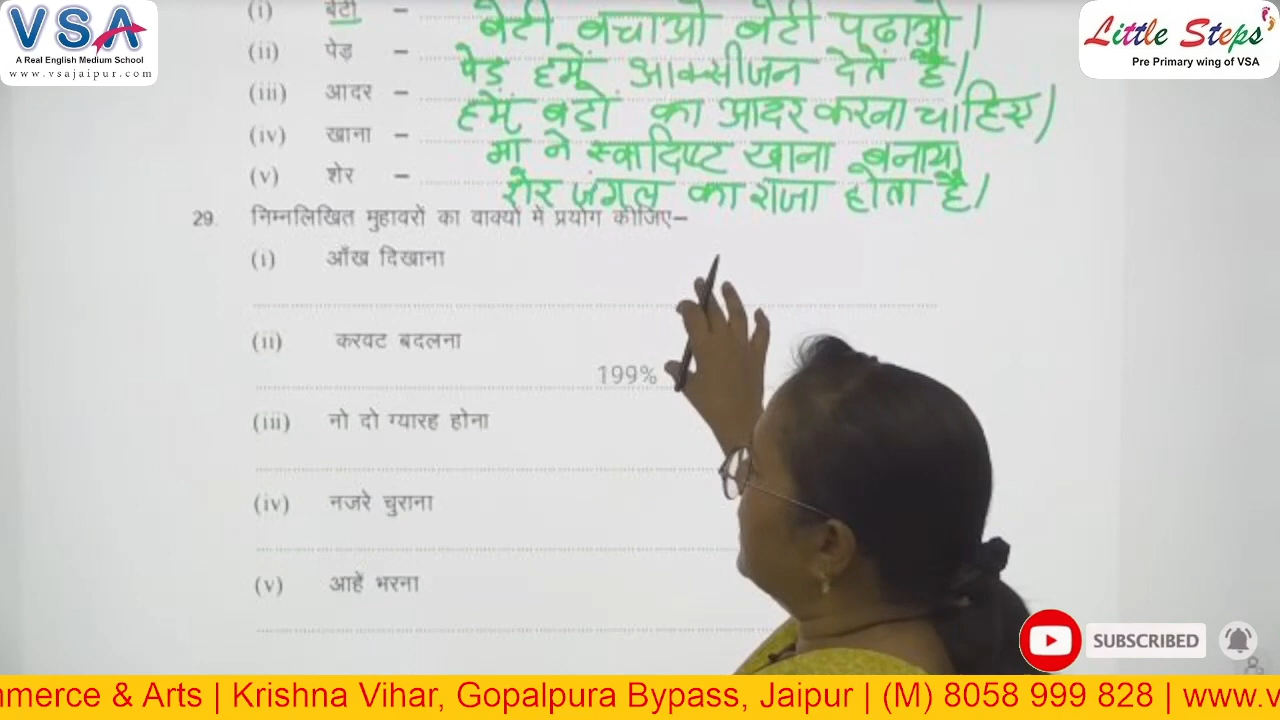 VSA
A Real English Medium School
www.vsajaipur.com
Little Steps
Pre Primary wing of VSA
(i) बेटी – बेटी बचाओ बेटी पढाओ।
(ii) पेड़ – पेड़ हमें आक्सीजन देते है।
(iii) आदर – हमें बड़ों का आदर करना चाहिए।
(iv) खाना – मां ने स्वादिष्ट खाना बनाया
(v) शेर – शेर जंगल का राजा होता है।
29. निम्नलिखित मुहावरों का वाक्यों में प्रयोग कीजिए–
(i) आँख दिखाना
(ii) करवट बदलना
199%
(iii) नो दो ग्यारह होना
(iv) नजरे चुराना
(v) आहें भरना
SUBSCRIBED
mmerce & Arts | Krishna Vihar, Gopalpura Bypass, Jaipur | (M) 8058 999 828 | www.v